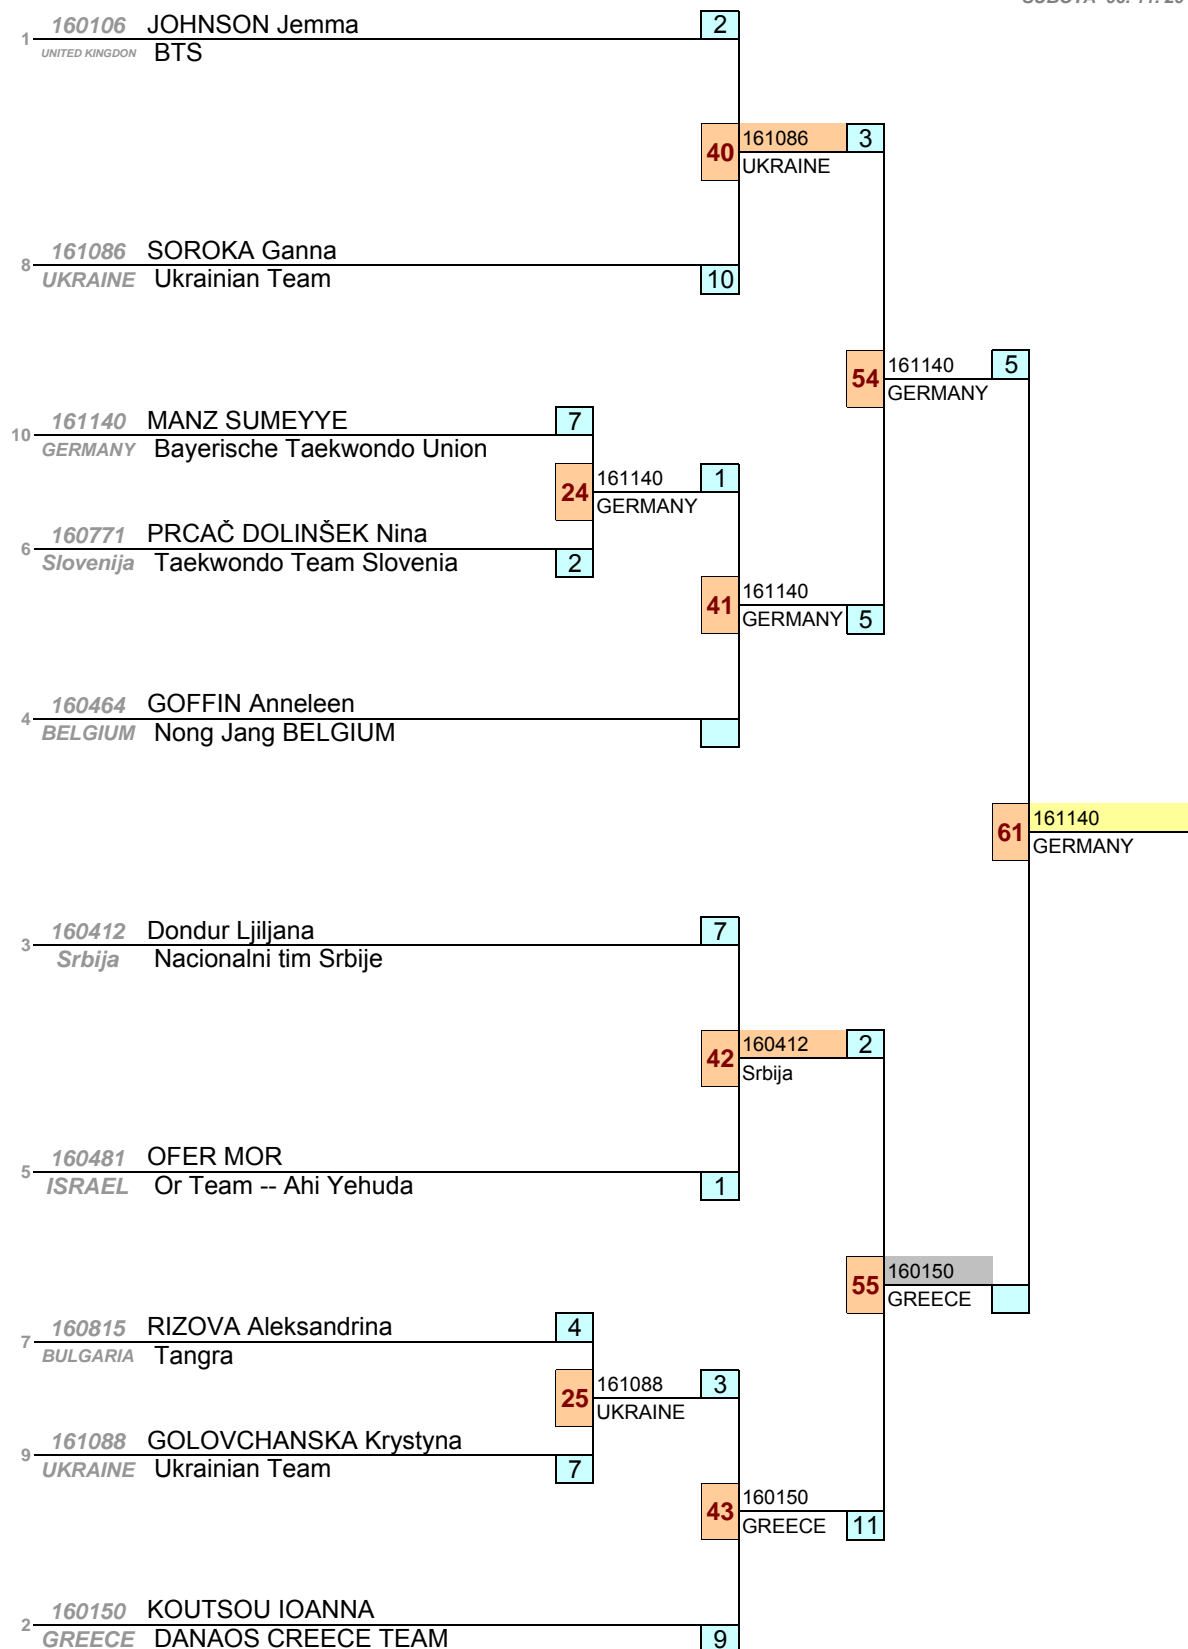 160106 JOHNSON Jemma 2
1 UNITED KINGDON BTS
40 161086 3
UKRAINE
161086 SOROKA Ganna
8 UKRAINE Ukrainian Team 10
54 161140 5
GERMANY
161140 MANZ SUMEYYE 7
10 GERMANY Bayerische Taekwondo Union
24 161140 1
GERMANY
160771 PRCAČ DOLINŠEK Nina
6 Slovenija Taekwondo Team Slovenia 2
41 161140
GERMANY 5
160464 GOFFIN Anneleen
4 BELGIUM Nong Jang BELGIUM
61 161140
GERMANY
160412 Dondur Ljiljana 7
3 Srbija Nacionalni tim Srbije
42 160412 2
Srbija
160481 OFER MOR
5 ISRAEL Or Team -- Ahi Yehuda 1
55 160150
GREECE
160815 RIZOVA Aleksandrina 4
7 BULGARIA Tangra
25 161088 3
UKRAINE
161088 GOLOVCHANSKA Krystyna
9 UKRAINE Ukrainian Team 7
43 160150
GREECE 11
160150 KOUTSOU IOANNA
2 GREECE DANAOS CREECE TEAM 9